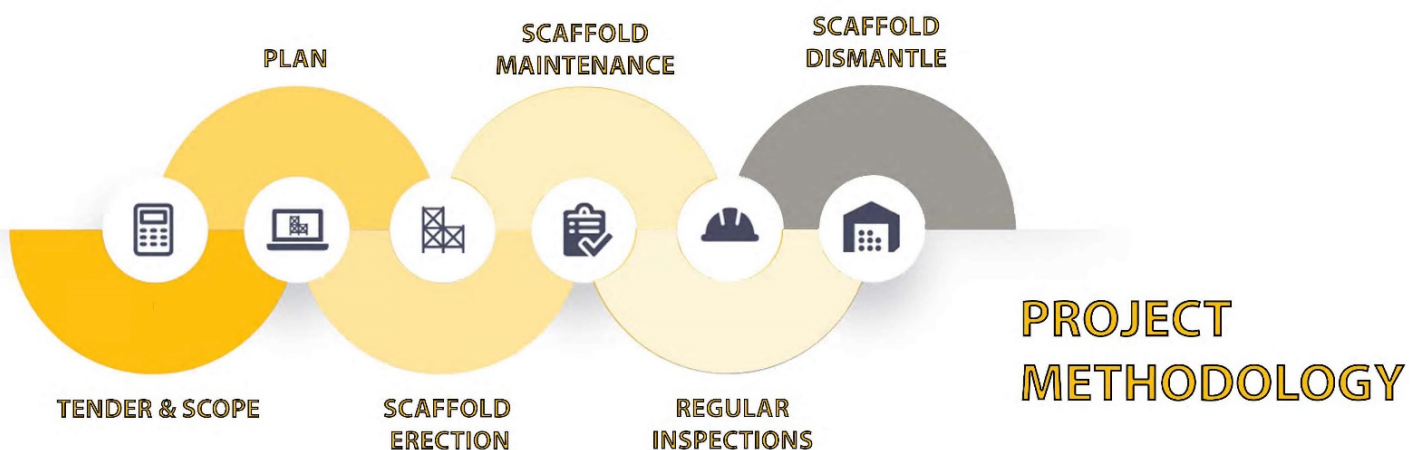 PLAN
SCAFFOLD
MAINTENANCE
SCAFFOLD
DISMANTLE
TENDER & SCOPE
SCAFFOLD
ERECTION
REGULAR
INSPECTIONS
PROJECT
METHODOLOGY